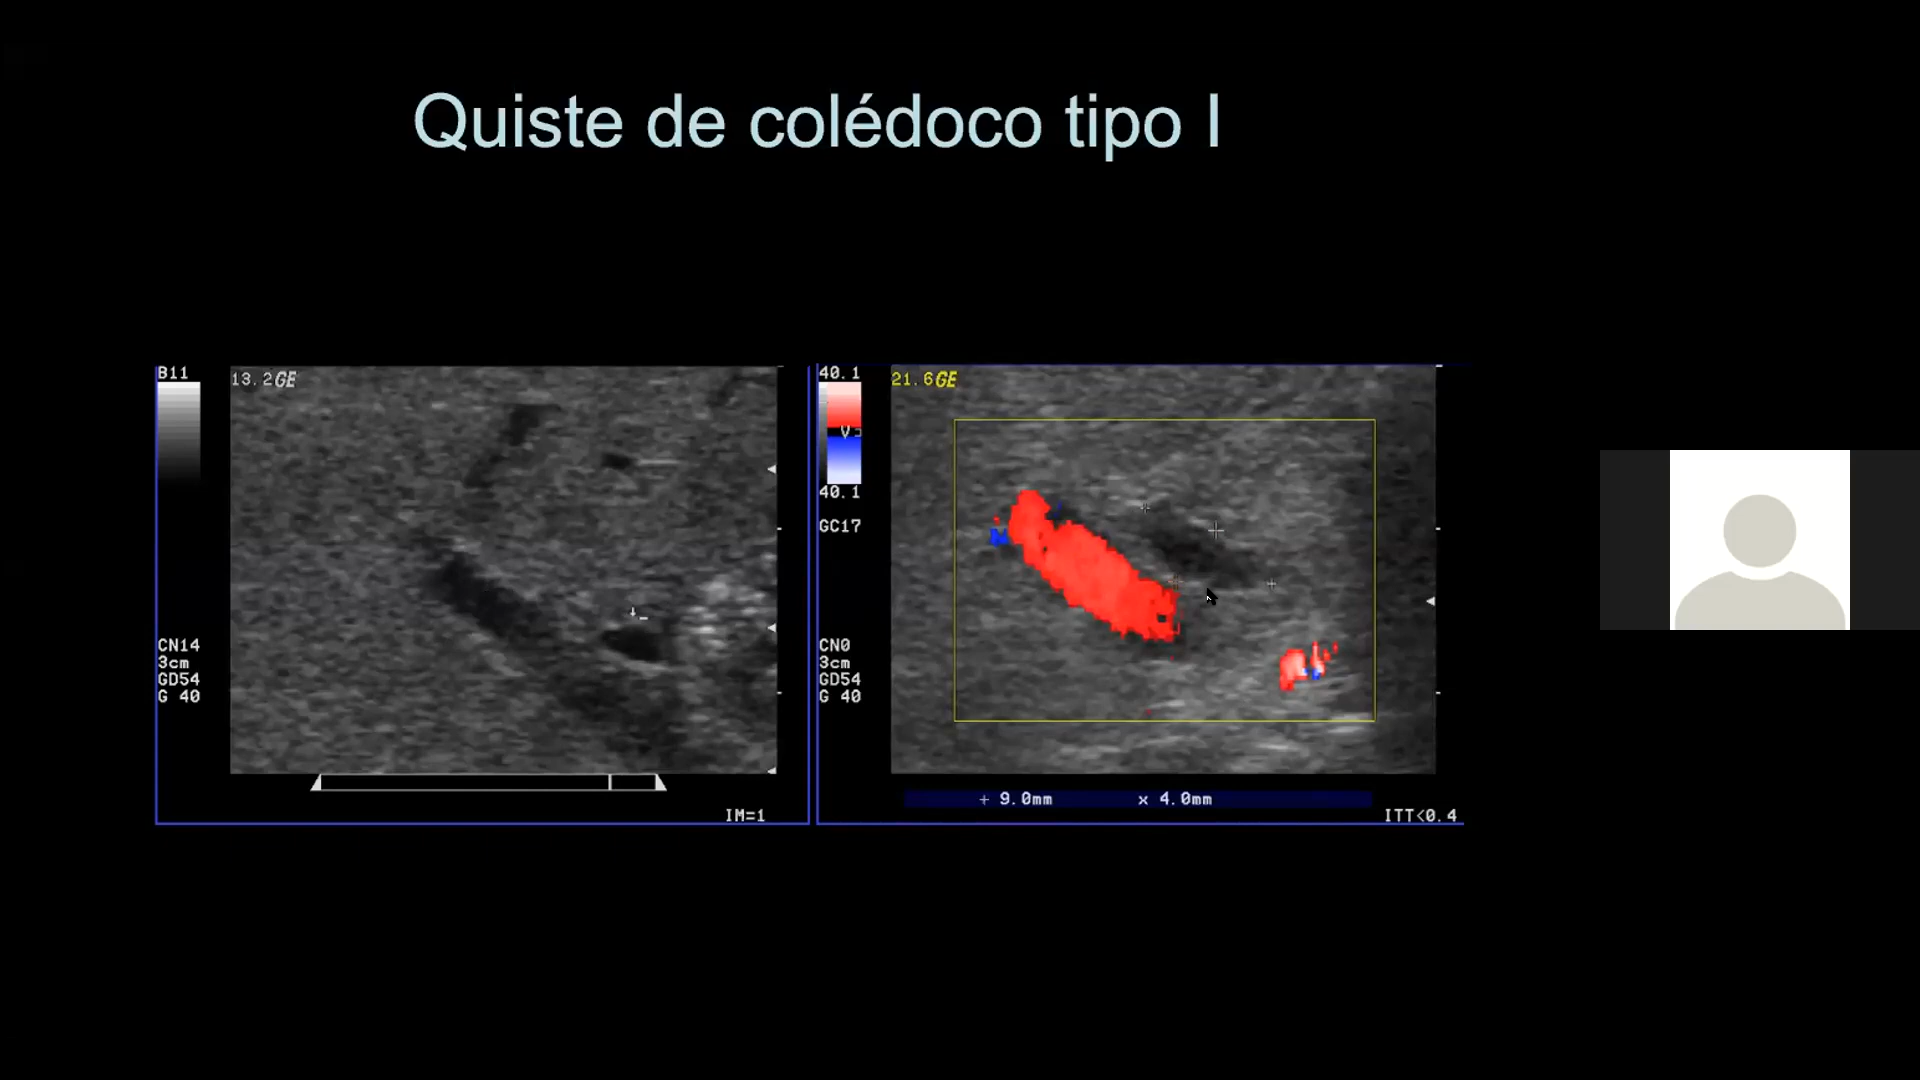 Quiste de colédoco tipo I
B11
13.2GE
CN14
3cm
GD54
G 40
IM=1
40.1
V
40.1
GC17
21.6GE
CN0
3cm
GD54
G 40
+ 9.0mm x 4.0mm
ITT<0.4